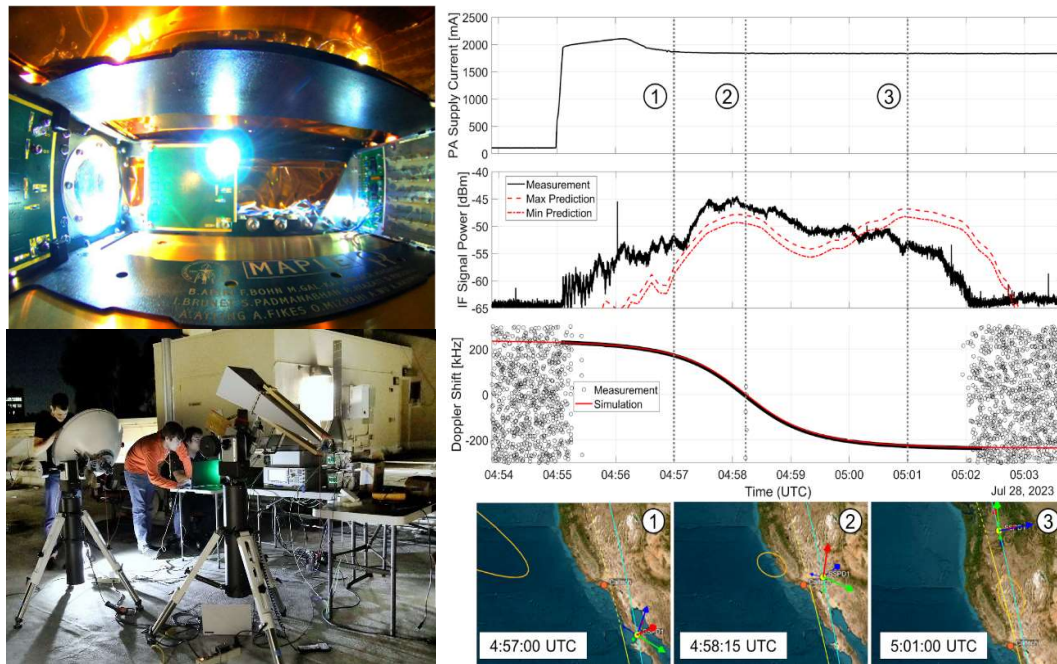 MAPLE
PA Supply Current [mA]
2500
2000
1500
1000
500
0
1
2
3
IF Signal Power [dBm]
-40
-45
-50
-55
-60
-65
Measurement
Max Prediction
Min Prediction
Doppler Shift [kHz]
200
0
-200
Measurement
Simulation
04:54
04:55
04:56
04:57
04:58
04:59
05:00
05:01
05:02
05:03
Time (UTC)
Jul 28, 2023
1
4:57:00 UTC
2
SSPD1
4:58:15 UTC
3
5:01:00 UTC